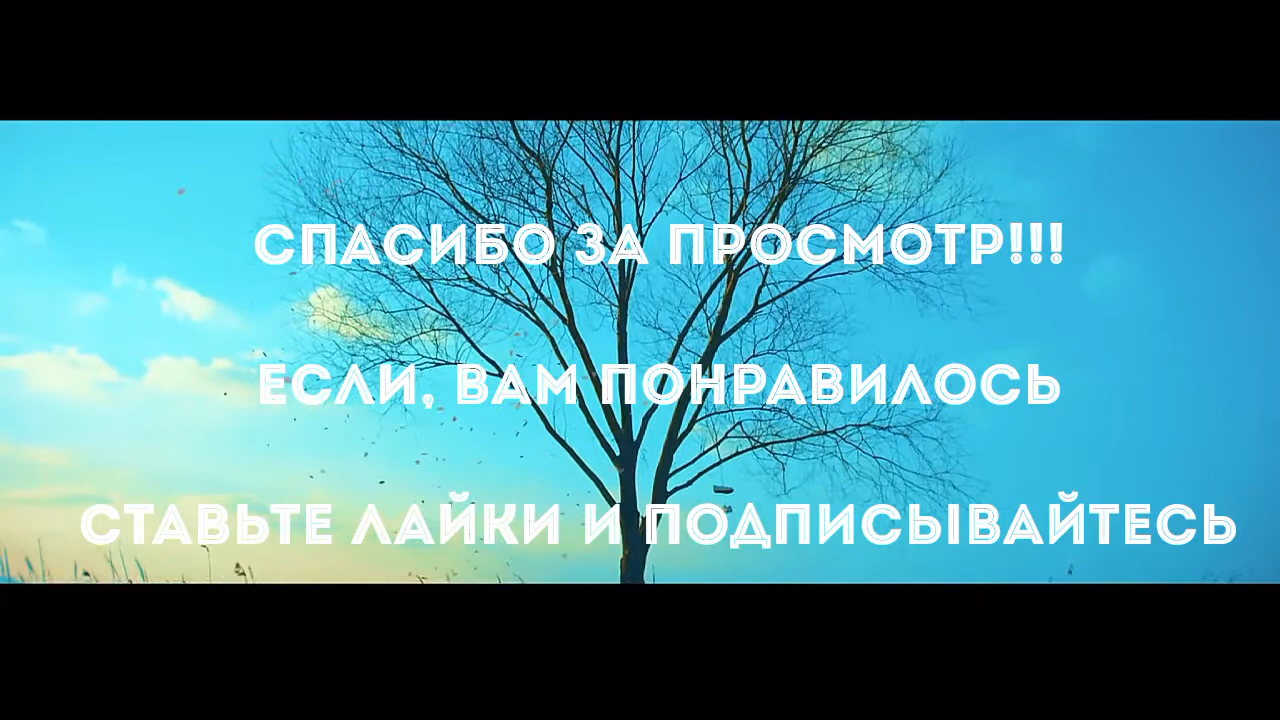 СПАСИБО ЗА ПРОСМОТР!!!
ЕСЛИ, ВАМ ПОНРАВИЛОСЬ
СТАВЬТЕ ЛАЙКИ И ПОДПИСЫВАЙТЕСЬ